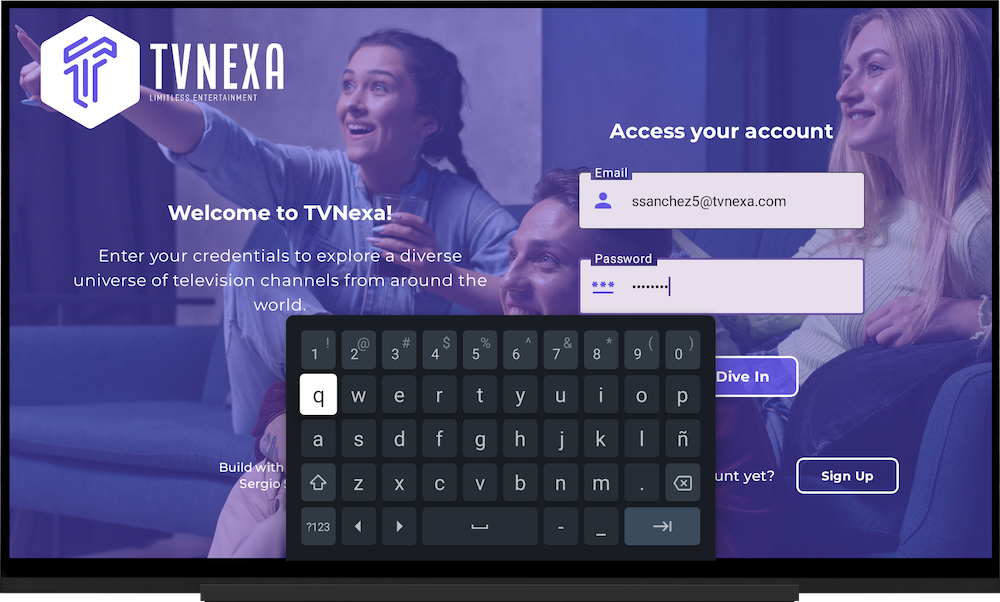 TVNEXA
LIMITLESS ENTERTAINMENT
Welcome to TVNexa!
Enter your credentials to explore a diverse
universe of television channels from around the
world.
Build with
Sergio
Access your account
Email
ssanchez5@tvnexa.com
Password
***
••••••••
Dive In
unt yet?
Sign Up
1 ! 2 @ 3 # 4 $ 5 % 6 ^ 7 & 8 * 9 ( 0 )
q w e r t y u i o p
a s d f g h j k l ñ
z x c v b n m .
?123 - _